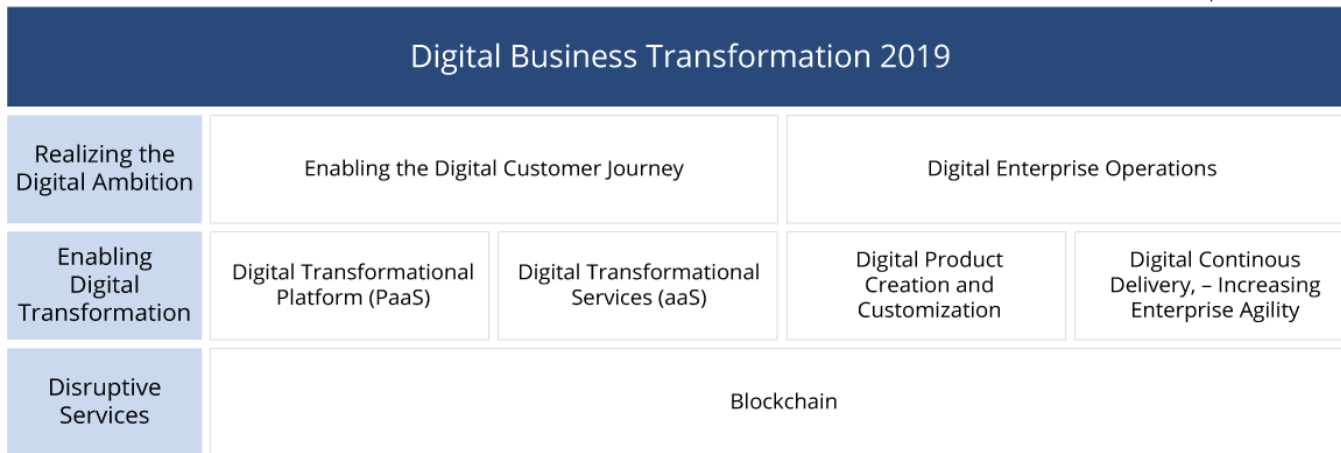 Digital Business Transformation 2019
Realizing the
Digital Ambition
Enabling the Digital Customer Journey
Digital Enterprise Operations
Enabling
Digital
Transformation
Digital Transformational
Platform (PaaS)
Digital Transformational
Services (aaS)
Digital Product
Creation and
Customization
Digital Continous
Delivery, – Increasing
Enterprise Agility
Disruptive
Services
Blockchain